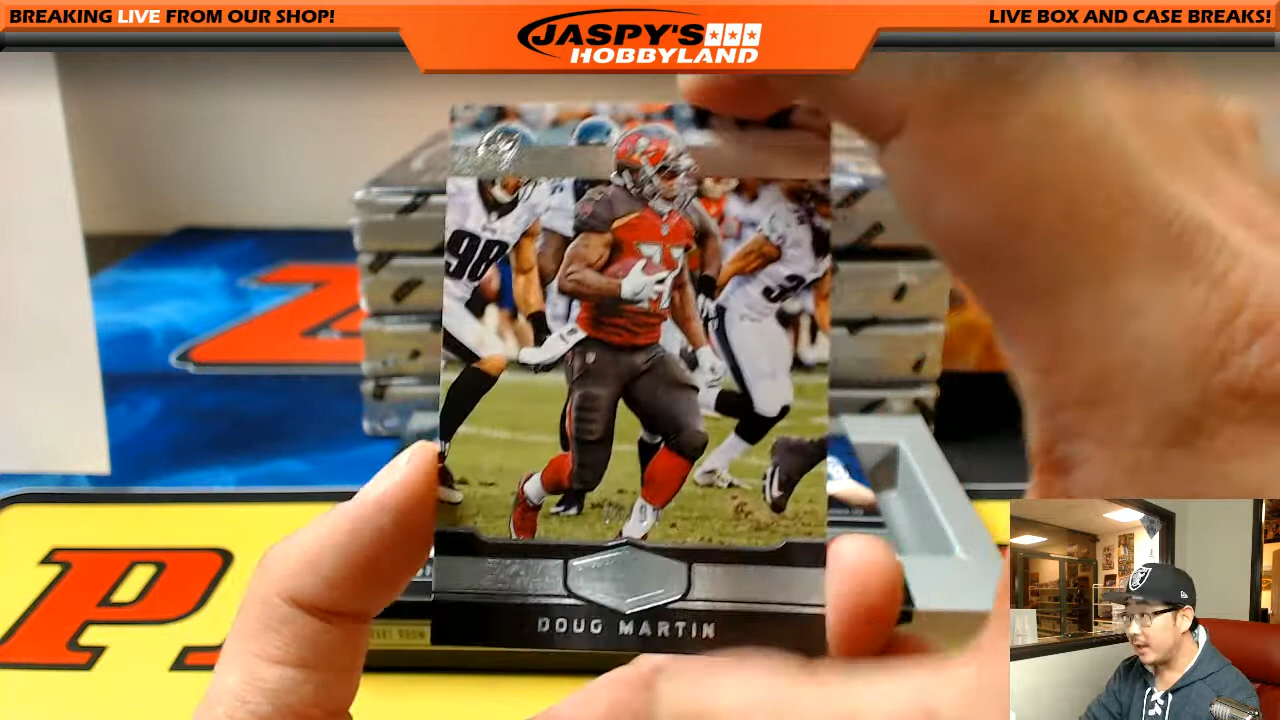 BREAKING LIVE FROM OUR SHOP!
JASPY'S
HOBBYLAND
LIVE BOX AND CASE BREAKS!
98
DOUG MARTIN
P